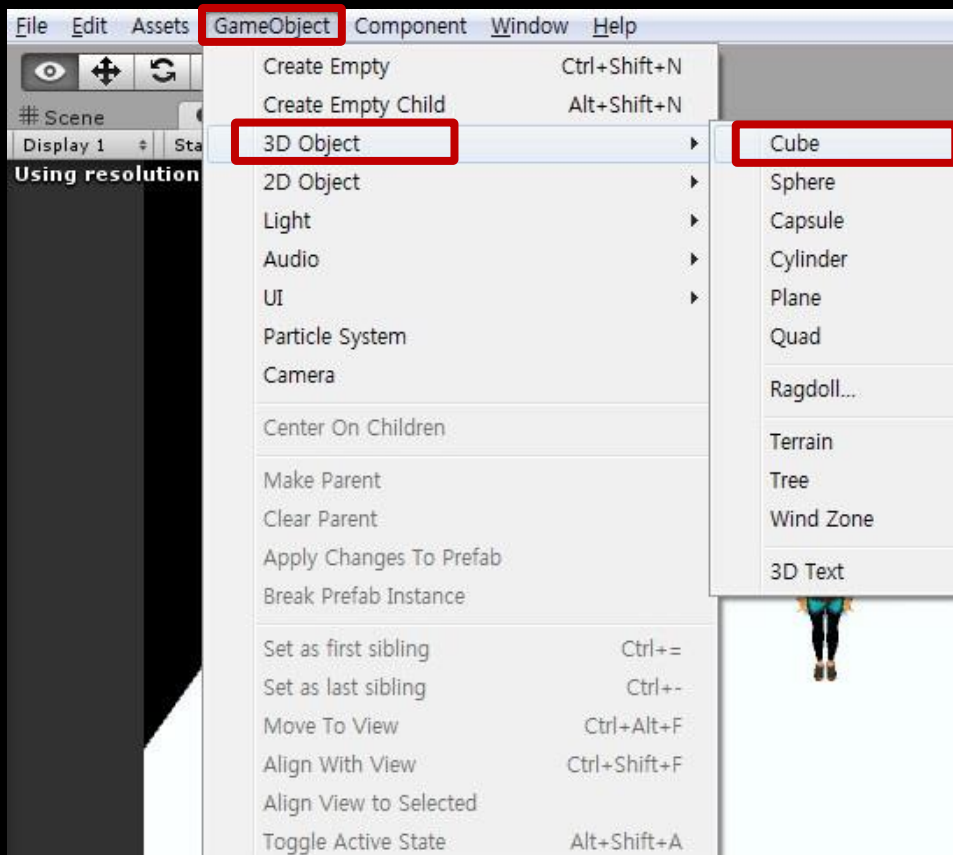 File Edit Assets GameObject Component Window Help
Create Empty Ctrl+Shift+N
Create Empty Child Alt+Shift+N
# Scene
Display 1 Sta
3D Object
Using resolution
2D Object
Light
Audio
UI
Particle System
Camera
Center On Children
Make Parent
Clear Parent
Apply Changes To Prefab
Break Prefab Instance
Set as first sibling Ctrl+=
Set as last sibling Ctrl+-
Move To View Ctrl+Alt+F
Align With View Ctrl+Shift+F
Align View to Selected
Toggle Active State Alt+Shift+A
Cube
Sphere
Capsule
Cylinder
Plane
Quad
Ragdoll...
Terrain
Tree
Wind Zone
3D Text